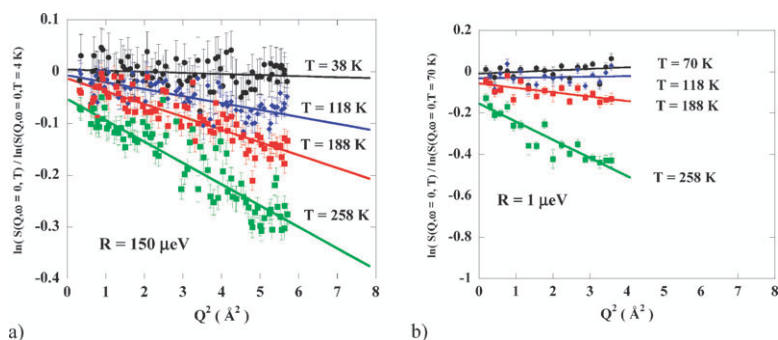 ln( S(Q,ω = 0, T) / ln(S(Q,ω=0,T = 4 K)
0.1
0
-0.1
-0.2
-0.3
-0.4
T = 38 K
T = 118 K
T = 188 K
T = 258 K
R = 150 μeV
0 1 2 3 4 5 6 7 8
Q² ( Å² )
a)
ln( S(Q,ω = 0, T) / ln(S(Q,ω=0,T = 70 K)
0.2
0
-0.2
-0.4
-0.6
-0.8
-1
T = 70 K
T = 118 K
T = 188 K
T = 258 K
R = 1 μeV
0 1 2 3 4 5 6 7 8
Q² ( Å² )
b)